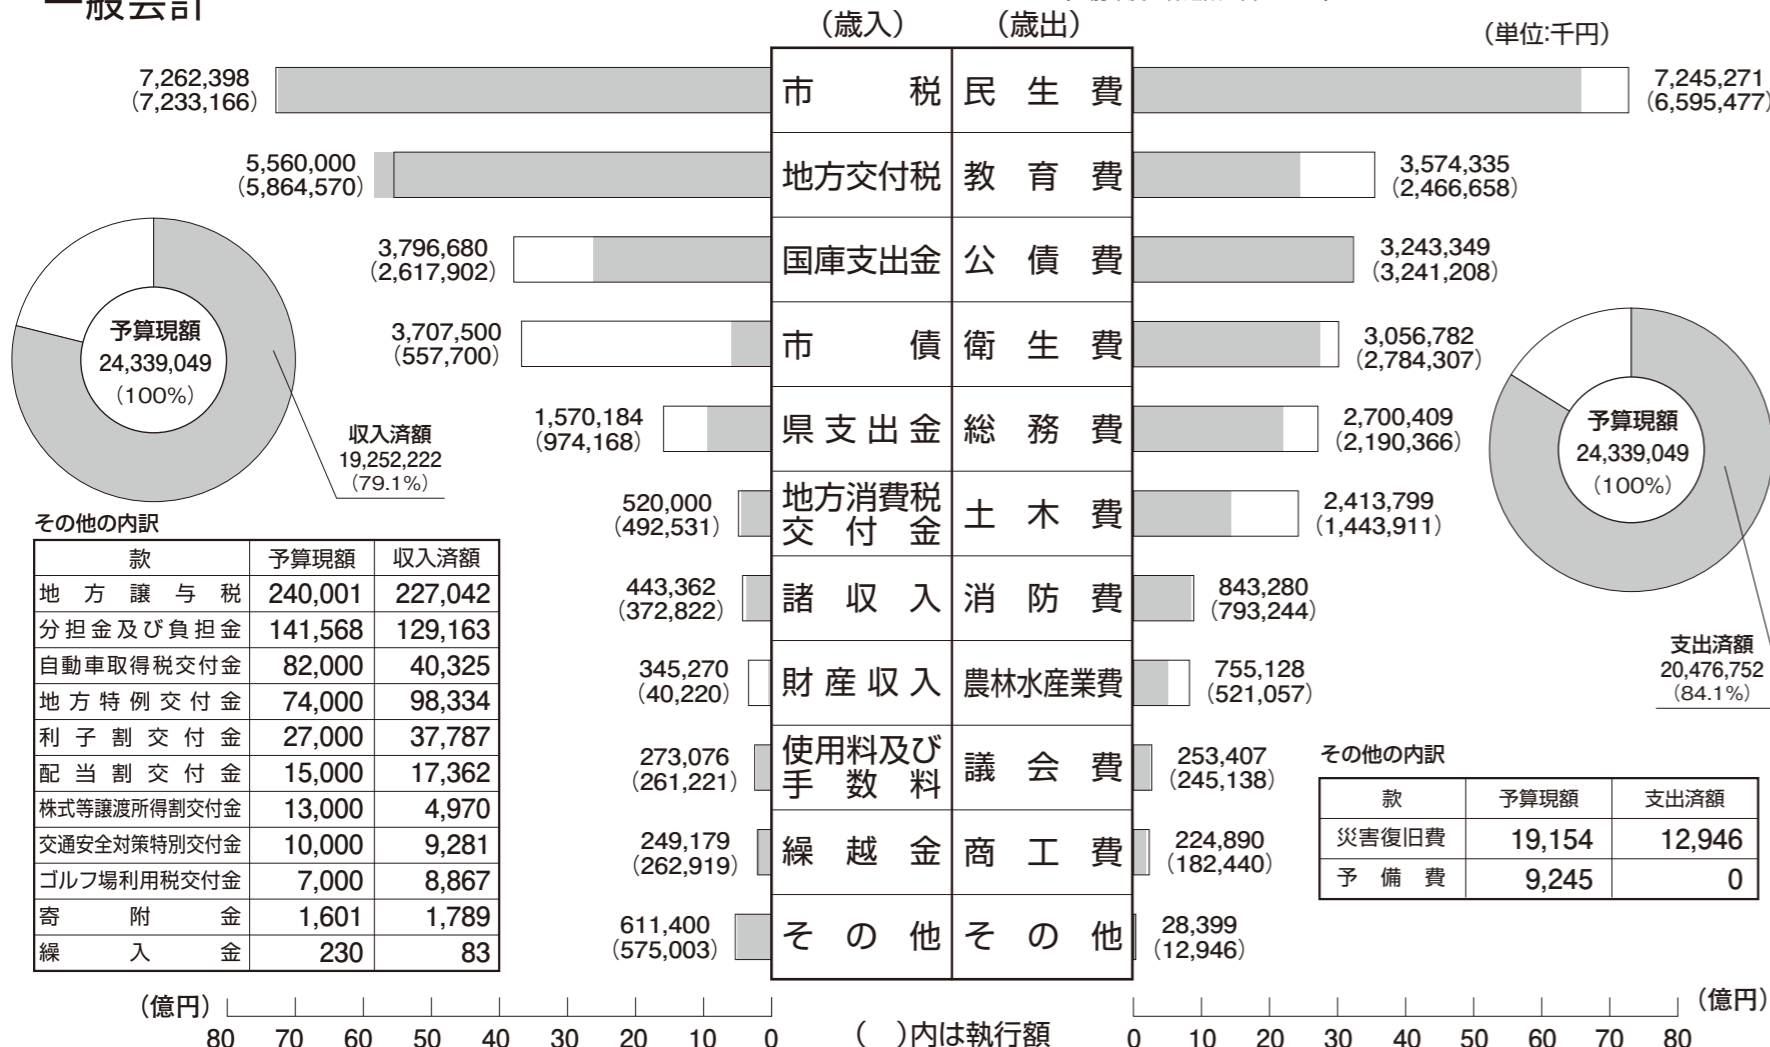 一般会計
（歳入）
（歳出）
（単位:千円）
7,262,398
（7,233,166）
市税
民生費
7,245,271
（6,595,477）
5,560,000
（5,864,570）
地方交付税
教育費
3,574,335
（2,466,658）
3,796,680
（2,617,902）
国庫支出金
公債費
3,243,349
（3,241,208）
3,707,500
（557,700）
市債
衛生費
3,056,782
（2,784,307）
1,570,184
（974,168）
県支出金
総務費
2,700,409
（2,190,366）
520,000
（492,531）
地方消費税
交付金
土木費
2,413,799
（1,443,911）
443,362
（372,822）
諸収入
消防費
843,280
（793,244）
345,270
（40,220）
財産収入
農林水産業費
755,128
（521,057）
273,076
（261,221）
使用料及び
手数料
議会費
253,407
（245,138）
249,179
（262,919）
繰越金
商工費
224,890
（182,440）
611,400
（575,003）
その他
その他
28,399
（12,946）
予算現額
24,339,049
（100%）
収入済額
19,252,222
（79.1%）
予算現額
24,339,049
（100%）
支出済額
20,476,752
（84.1%）
その他の内訳
款 予算現額 収入済額
地方譲与税 240,001 227,042
分担金及び負担金 141,568 129,163
自動車取得税交付金 82,000 40,325
地方特例交付金 74,000 98,334
利子割交付金 27,000 37,787
配当割交付金 15,000 17,362
株式等譲渡所得割交付金 13,000 4,970
交通安全対策特別交付金 10,000 9,281
ゴルフ場利用税交付金 7,000 8,867
寄附金 1,601 1,789
繰入金 230 83
その他の内訳
款 予算現額 支出済額
災害復旧費 19,154 12,946
予備費 9,245 0
（億円）
80 70 60 50 40 30 20 10 0
（　）内は執行額
0 10 20 30 40 50 60 70 80
（億円）